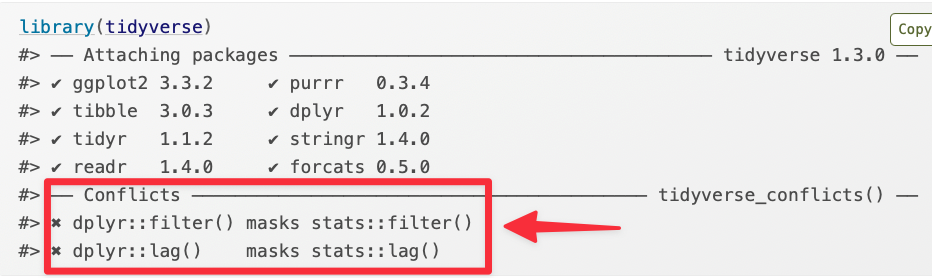 library(tidyverse)
Copy
#> ── Attaching packages ─────────────────────────────────────── tidyverse 1.3.0 ──
#> ✔ ggplot2 3.3.2     ✔ purrr   0.3.4
#> ✔ tibble  3.0.3     ✔ dplyr   1.0.2
#> ✔ tidyr   1.1.2     ✔ stringr 1.4.0
#> ✔ readr   1.4.0     ✔ forcats 0.5.0
#> ── Conflicts ────────────────────────────────────────── tidyverse_conflicts() ──
#> ✖ dplyr::filter() masks stats::filter()
#> ✖ dplyr::lag()    masks stats::lag()